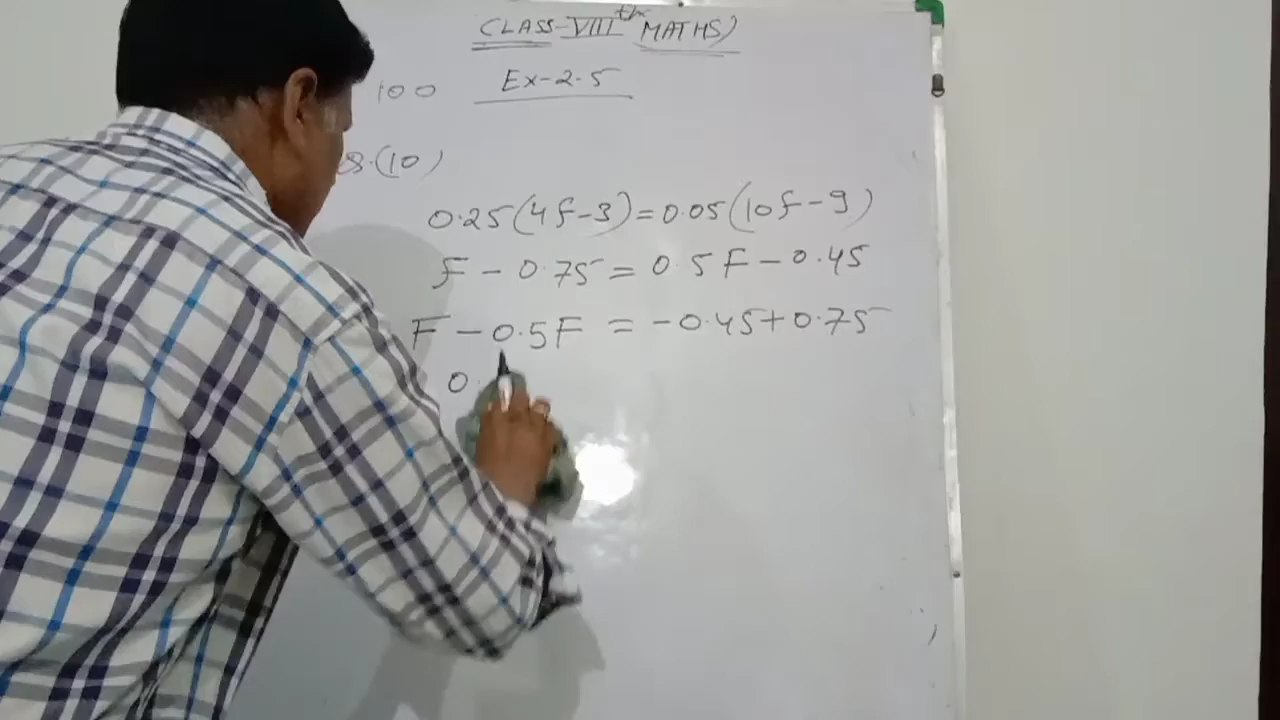 CLASS-VIIIth MATHS)
Ex-2.5
100
8.(10)
0.25(4f-3)=0.05(10f-9)
F - 0.75 = 0.5F - 0.45
F - 0.5F = -0.45+0.75
0.